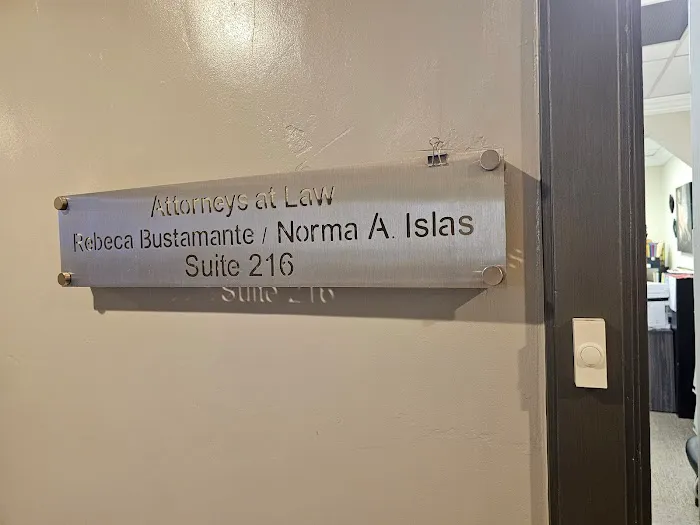 Attorneys at Law
Rebeca Bustamante / Norma A. Islas
Suite 216